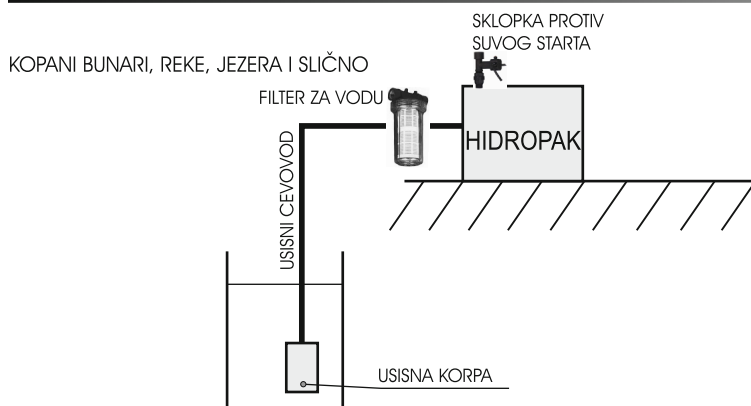 SKLOPKA PROTIV
SUVOG STARTA
KOPANI BUNARI, REKE, JEZERA I SLIČNO
FILTER ZA VODU
HIDROPAK
USISNI CEVOVOD
USISNA KORPA